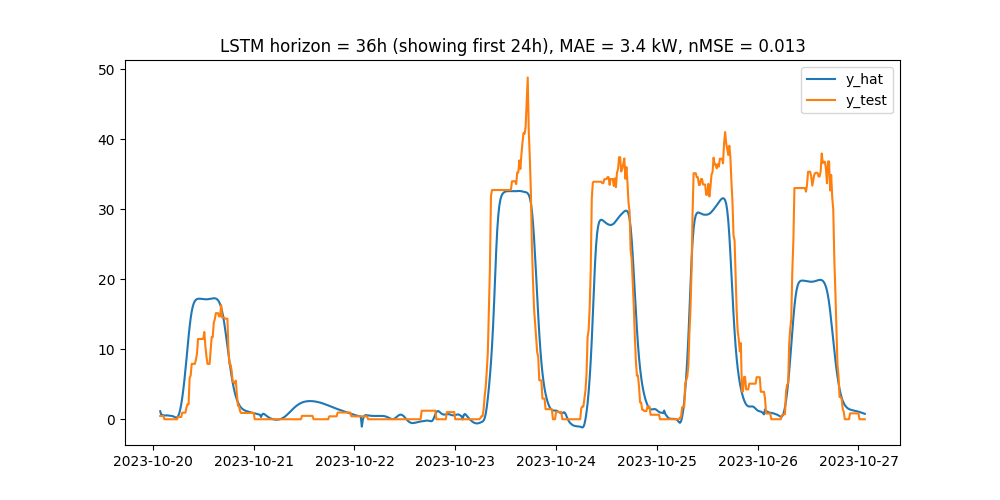 LSTM horizon = 36h (showing first 24h), MAE = 3.4 kW, nMSE = 0.013
y_hat
y_test
50
40
30
20
10
0
2023-10-20 2023-10-21 2023-10-22 2023-10-23 2023-10-24 2023-10-25 2023-10-26 2023-10-27